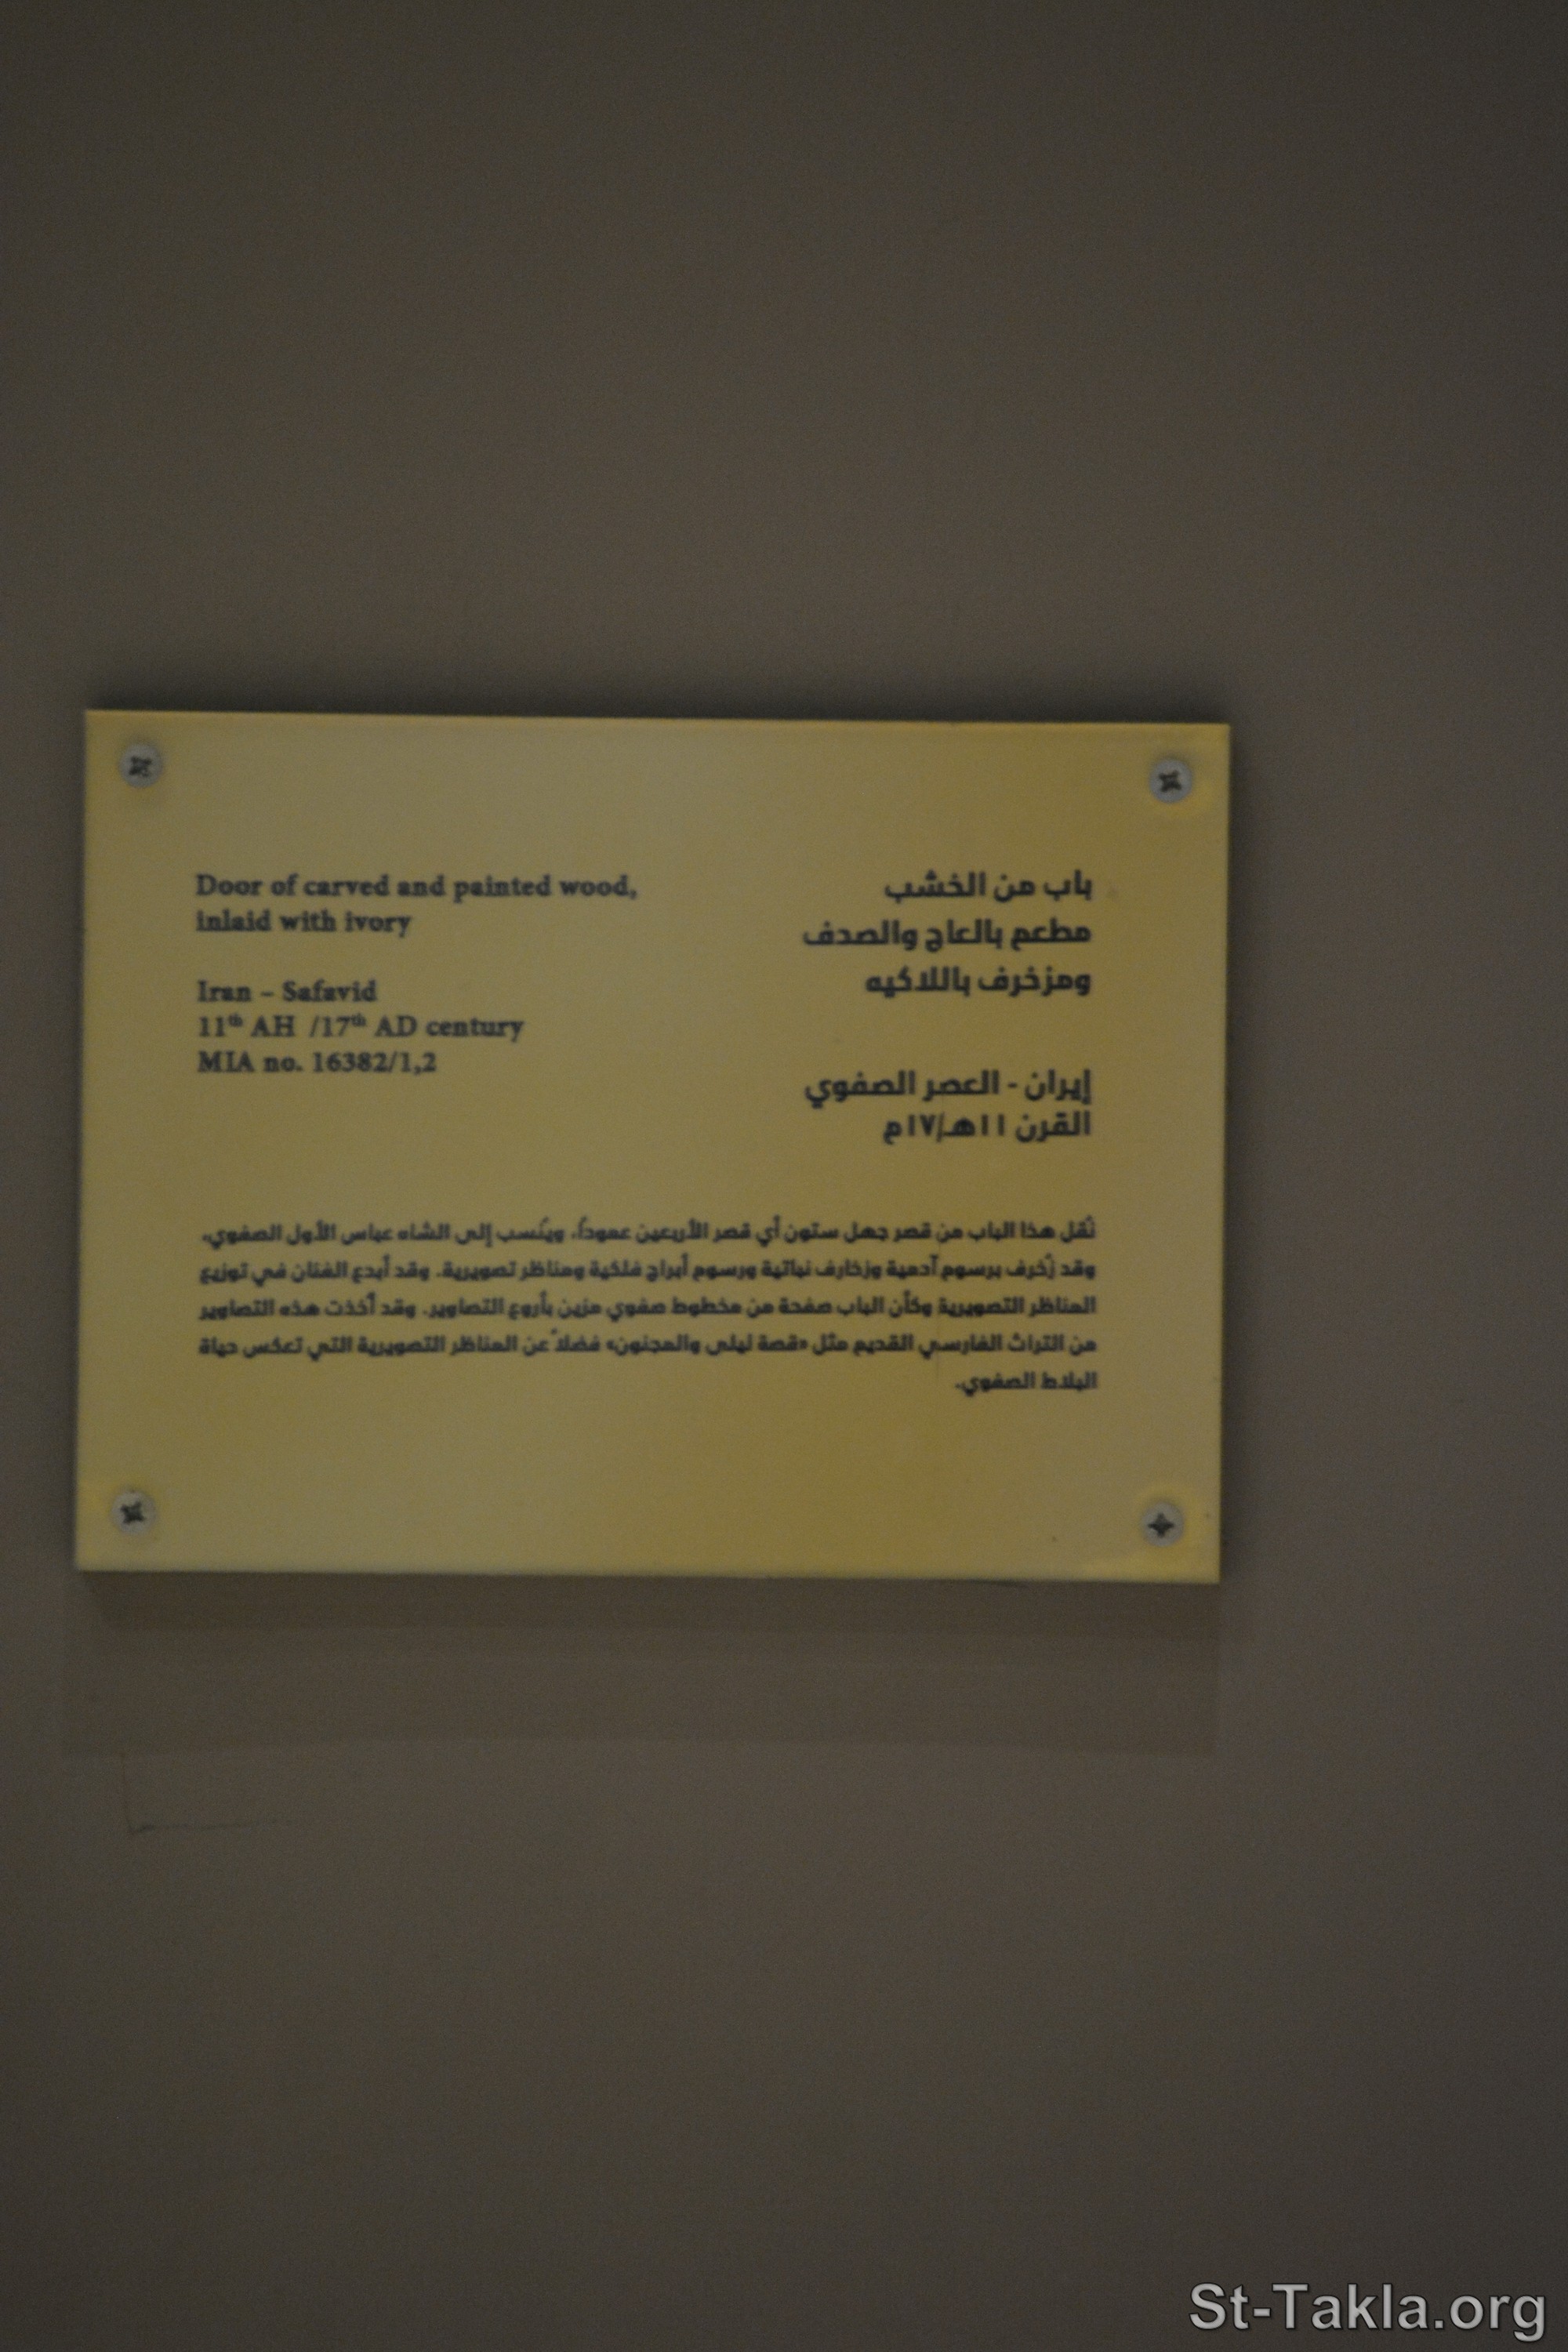 Door of carved and painted wood,
inlaid with ivory
Iran – Safavid
11th AH /17th AD century
MIA no. 16382/1,2
باب من الخشب
مطعم بالعاج والصدف
ومزخرف باللاكيه
إيران - العصر الصفوي
القرن ١١هـ/١٧م
نُقل هذا الباب من قصر جهل ستون أي قصر الأربعين عموداً، ويُنسب إلى الشاه عباس الأول الصفوي،
وقد زُخرف برسوم آدمية وزخارف نباتية ورسوم أبراج فلكية ومناظر تصويرية. وقد أبدع الفنان في توزيع
المناظر التصويرية وكأن الباب صفحة من مخطوط صفوي مزين بأروع التصاوير. وقد أُخذت هذه التصاوير
من التراث الفارسي القديم مثل «قصة ليلى والمجنون» فضلاً عن المناظر التصويرية التي تعكس حياة
البلاط الصفوي.
St-Takla.org